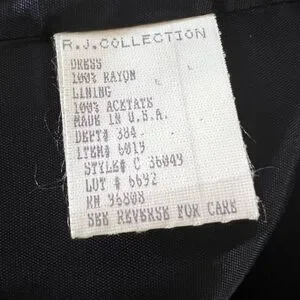 R.J.COLLECTION
DRESS
100% RAYON
LINING
100% ACETATE
MADE IN U.S.A.
DEPT# 384
ITEM# 6019
STYLE# C 36049
LOT # 6692
RN 96808
SEE REVERSE FOR CARE